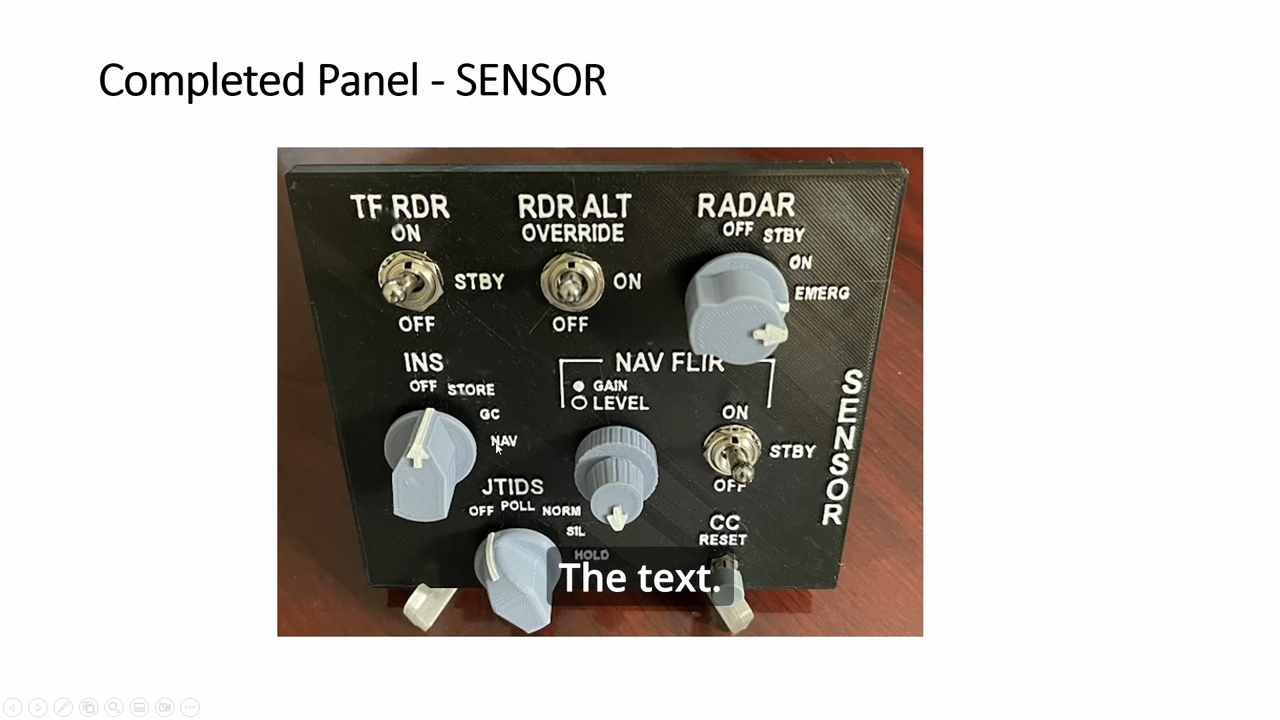 Completed Panel - SENSOR
TF RDR
ON
STBY
OFF
RDR ALT
OVERRIDE
ON
OFF
RADAR
OFF STBY
ON
EMERG
INS
OFF STORE
GC
NAV
NAV FLIR
GAIN
LEVEL
ON
STBY
OFF
JTIDS
OFF POLL NORM
SIL
HOLD
CC
RESET
SENSOR
The text.